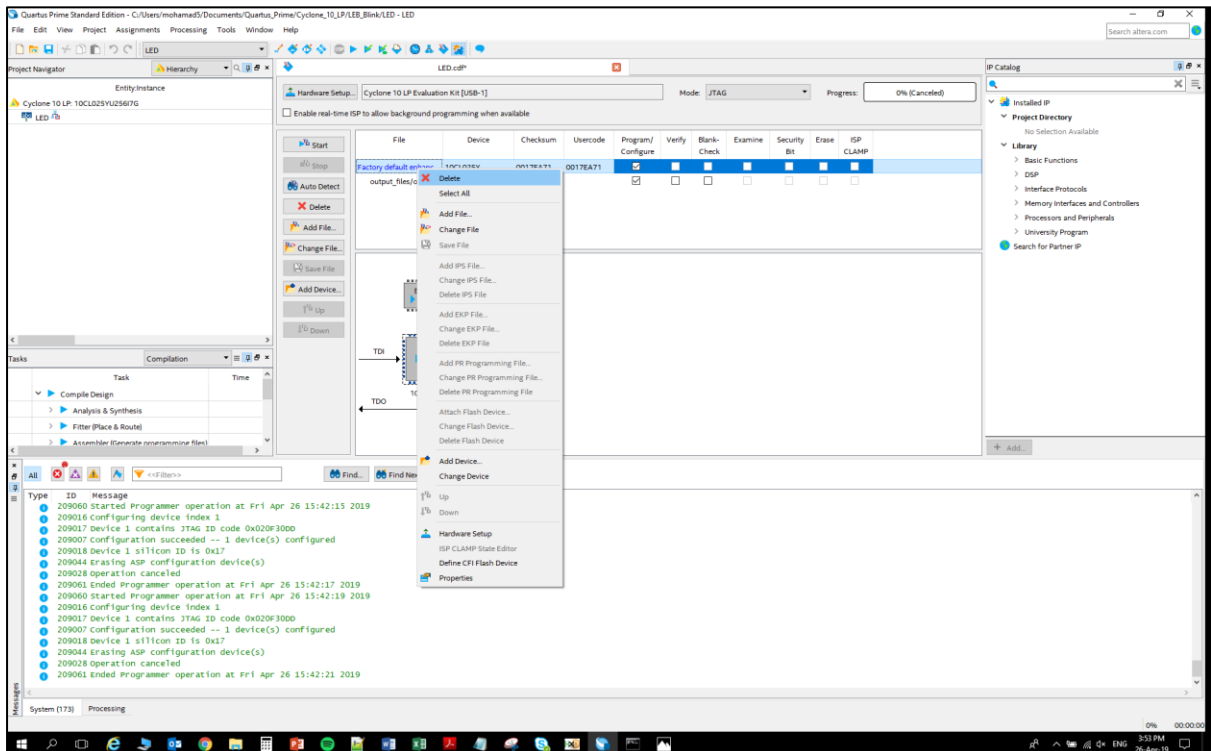 Quartus Prime Standard Edition - C:/Users/mohamad5/Documents/Quartus_Prime/Cyclone_10_LP/LEB_Blink/LED - LED
File Edit View Project Assignments Processing Tools Window Help
Search altera.com
LED
Project Navigator Hierarchy
Entity:Instance
Cyclone 10 LP: 10CL025YU256I7G
LED
LED.cdf*
Hardware Setup... Cyclone 10 LP Evaluation Kit [USB-1] Mode: JTAG Progress: 0% (Canceled)
Enable real-time ISP to allow background programming when available
Start
Stop
Auto Detect
Delete
Add File...
Change File...
Save File
Add Device...
Up
Down
File Device Checksum Usercode Program/ Configure Verify Blank- Check Examine Security Bit Erase ISP CLAMP
Factory default enhanc 10CL025Y 0017EA71 0017EA71
output_files/o
TDI
TDO
10
Delete
Select All
Add File...
Change File
Save File
Add IPS File...
Change IPS File...
Delete IPS File
Add EKP File...
Change EKP File...
Delete EKP File
Add PR Programming File...
Change PR Programming File...
Delete PR Programming File
Attach Flash Device...
Change Flash Device...
Delete Flash Device
Add Device...
Change Device
Up
Down
Hardware Setup
ISP CLAMP State Editor
Define CFI Flash Device
Properties
IP Catalog
Installed IP
Project Directory
No Selection Available
Library
Basic Functions
DSP
Interface Protocols
Memory Interfaces and Controllers
Processors and Peripherals
University Program
Search for Partner IP
+ Add...
Tasks Compilation
Task Time
Compile Design
Analysis & Synthesis
Fitter (Place & Route)
Assembler (Generate programming files)
All <<Filter>> Find... Find Nex
Type ID Message
209060 Started Programmer operation at Fri Apr 26 15:42:15 2019
209016 Configuring device index 1
209017 Device 1 contains JTAG ID code 0x020F30DD
209007 Configuration succeeded -- 1 device(s) configured
209018 Device 1 silicon ID is 0x17
209044 Erasing ASP configuration device(s)
209028 Operation canceled
209061 Ended Programmer operation at Fri Apr 26 15:42:17 2019
209060 Started Programmer operation at Fri Apr 26 15:42:19 2019
209016 Configuring device index 1
209017 Device 1 contains JTAG ID code 0x020F30DD
209007 Configuration succeeded -- 1 device(s) configured
209018 Device 1 silicon ID is 0x17
209044 Erasing ASP configuration device(s)
209028 Operation canceled
209061 Ended Programmer operation at Fri Apr 26 15:42:21 2019
Messages
System (173) Processing
0% 00:00:00
ENG 3:53 PM
26-Apr-19